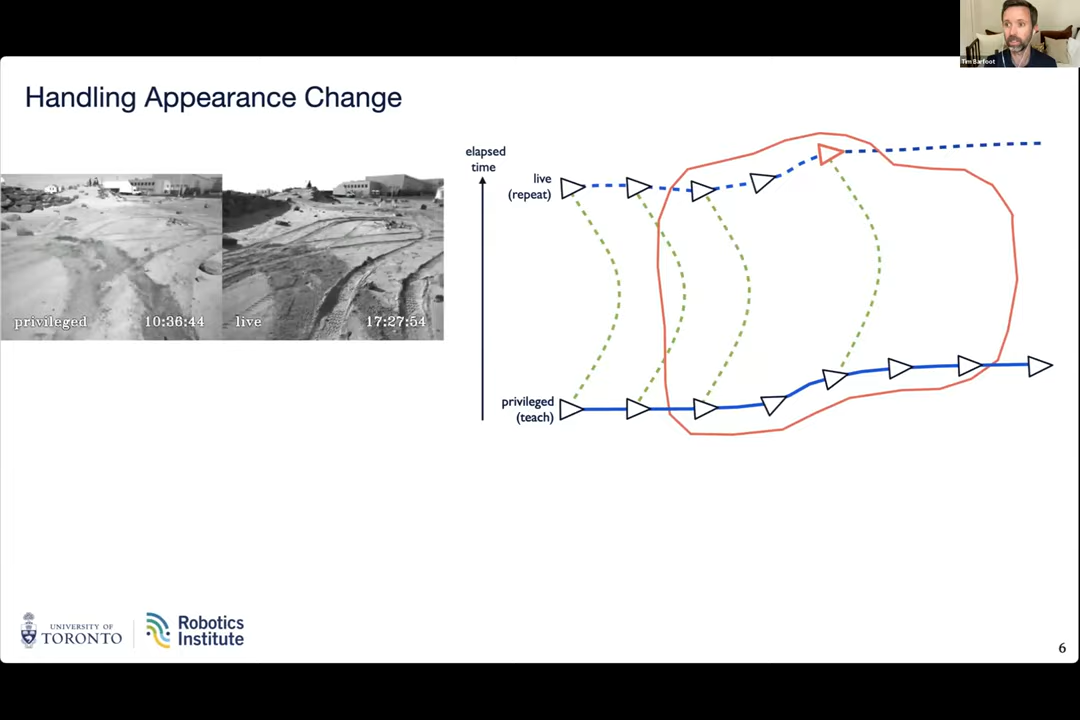 Tim Barfoot
Handling Appearance Change
elapsed
time
live
(repeat)
privileged 10:36:44
live 17:27:54
privileged
(teach)
UNIVERSITY OF
TORONTO
Robotics
Institute
6